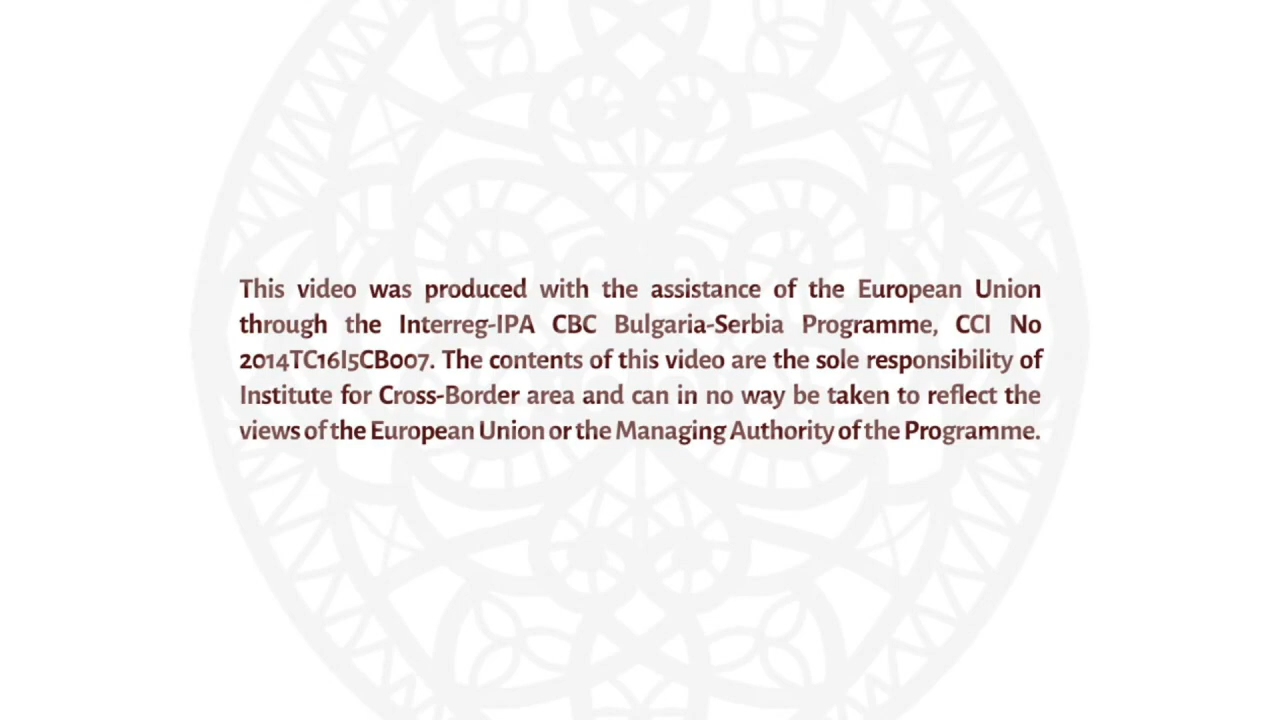 This video was produced with the assistance of the European Union
through the Interreg-IPA CBC Bulgaria-Serbia Programme, CCI No
2014TC16I5CB007. The contents of this video are the sole responsibility of
Institute for Cross-Border area and can in no way be taken to reflect the
views of the European Union or the Managing Authority of the Programme.